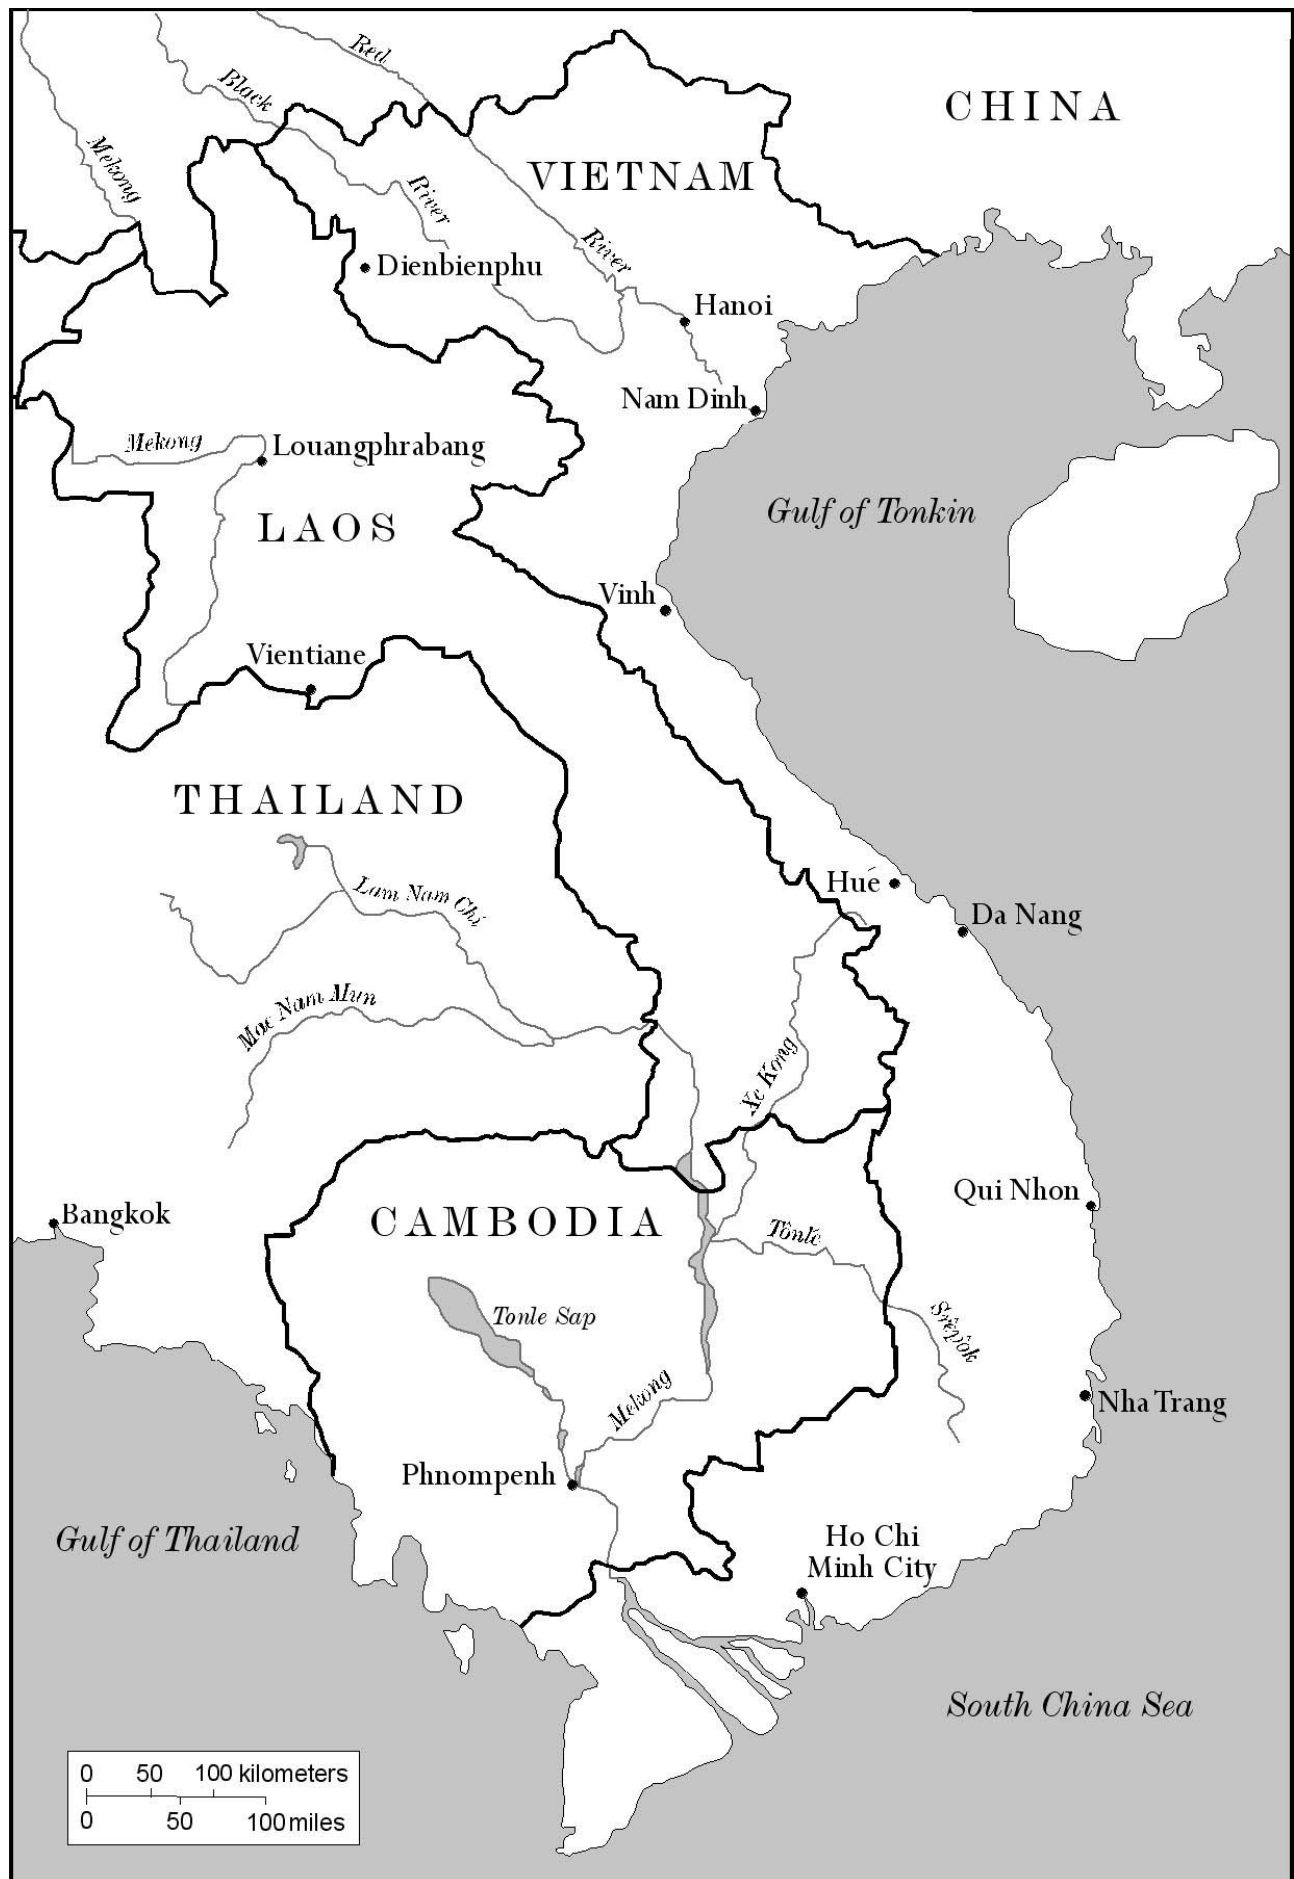 Red
Black
CHINA
Mekong
VIETNAM
River
River
Dienbienphu
Hanoi
Nam Dinh
Mekong
Louangphrabang
Gulf of Tonkin
LAOS
Vinh
Vientiane
THAILAND
Lam Nam Chi
Hué
Da Nang
Mae Nam Mun
Xe Kong
Qui Nhon
Bangkok
CAMBODIA
Tônlé
Tonle Sap
Srêpôk
Mekong
Nha Trang
Phnompenh
Gulf of Thailand
Ho Chi
Minh City
South China Sea
0 50 100 kilometers
0 50 100 miles